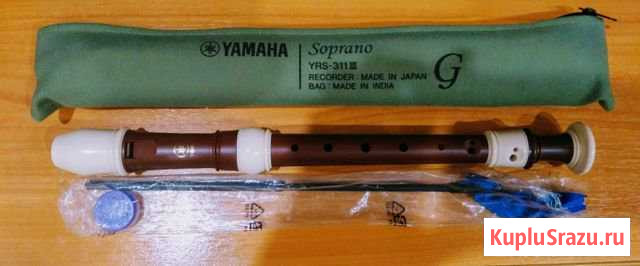 YAMAHA
Soprano
YRS-311III
RECORDER : MADE IN JAPAN
BAG : MADE IN INDIA
G
KupluSrazu.ru